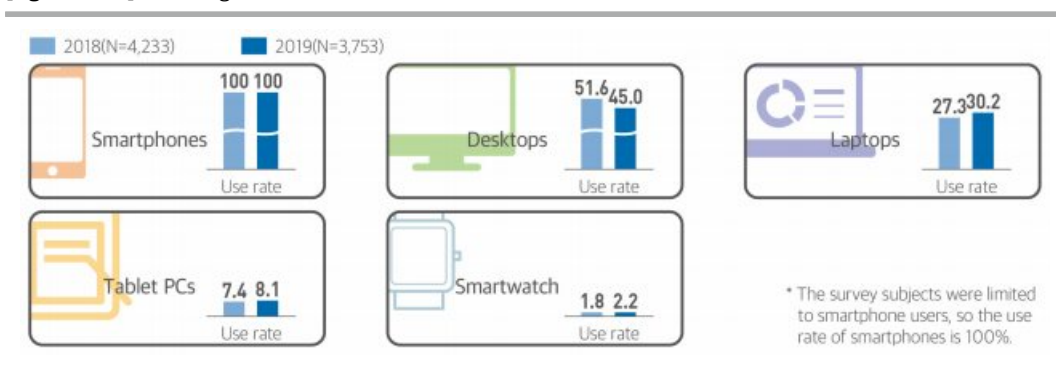 2018(N=4,233) 2019(N=3,753)
100 100
Smartphones
Use rate
51.6 45.0
Desktops
Use rate
27.3 30.2
Laptops
Use rate
7.4 8.1
Tablet PCs
Use rate
1.8 2.2
Smartwatch
Use rate
* The survey subjects were limited
to smartphone users, so the use
rate of smartphones is 100%.